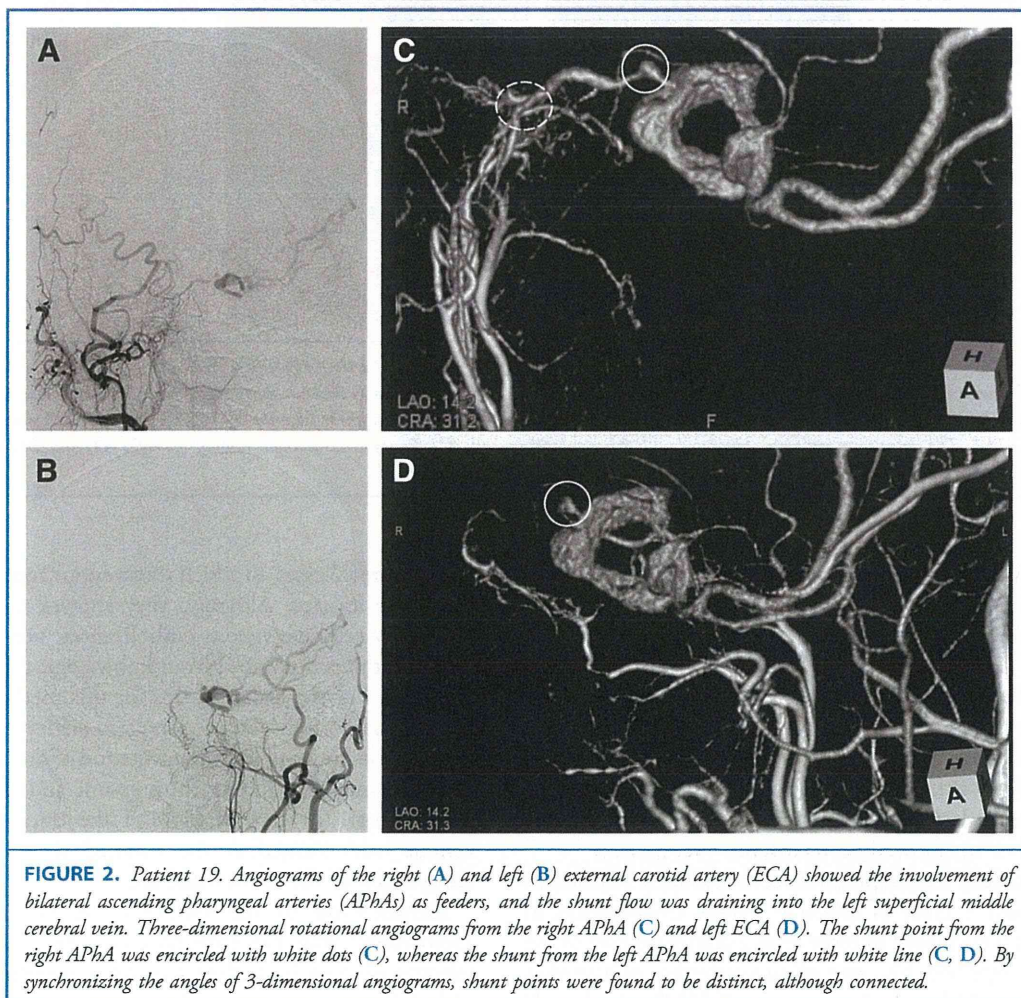 A
B
C
R
LAO: 14.2
CRA: 31.2
F
H
A
D
R
L
LAO: 14.2
CRA: 31.3
H
A
FIGURE 2. Patient 19. Angiograms of the right (A) and left (B) external carotid artery (ECA) showed the involvement of
bilateral ascending pharyngeal arteries (APhAs) as feeders, and the shunt flow was draining into the left superficial middle
cerebral vein. Three-dimensional rotational angiograms from the right APhA (C) and left ECA (D). The shunt point from the
right APhA was encircled with white dots (C), whereas the shunt from the left APhA was encircled with white line (C, D). By
synchronizing the angles of 3-dimensional angiograms, shunt points were found to be distinct, although connected.